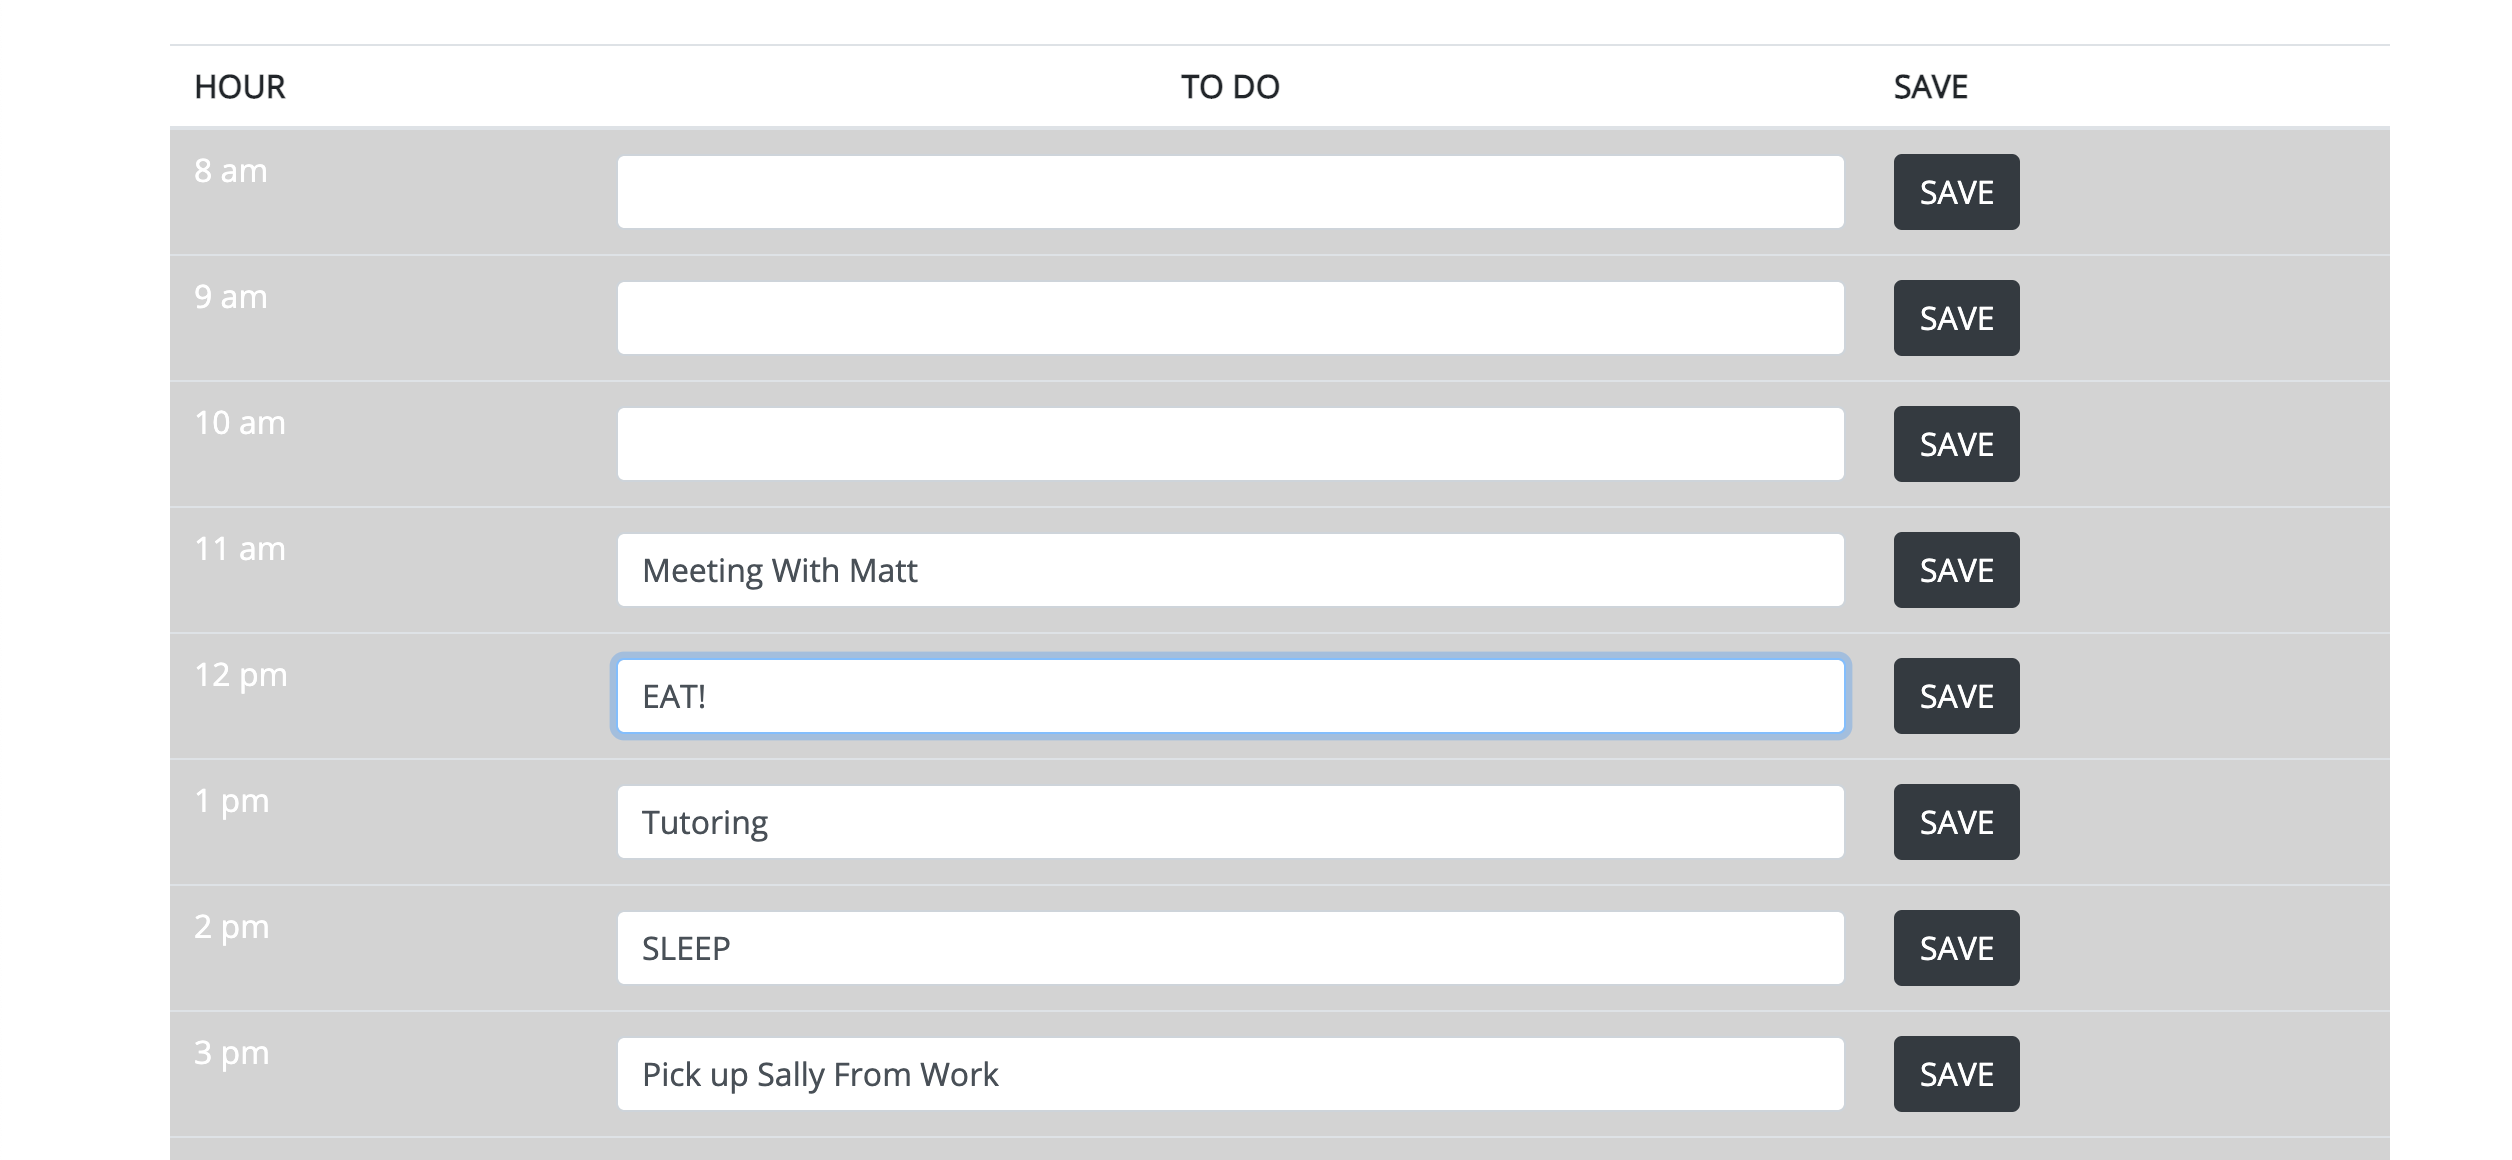 HOUR TO DO SAVE
8 am SAVE
9 am SAVE
10 am SAVE
11 am Meeting With Matt SAVE
12 pm EAT! SAVE
1 pm Tutoring SAVE
2 pm SLEEP SAVE
3 pm Pick up Sally From Work SAVE